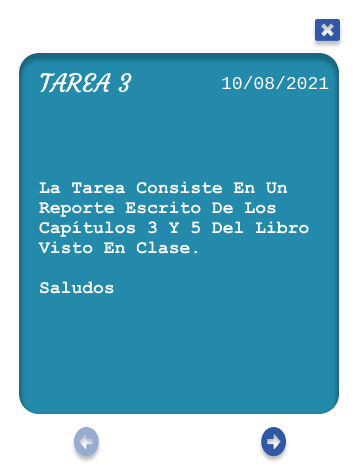 TAREA 3 10/08/2021
La Tarea Consiste En Un
Reporte Escrito De Los
Capítulos 3 Y 5 Del Libro
Visto En Clase.
Saludos